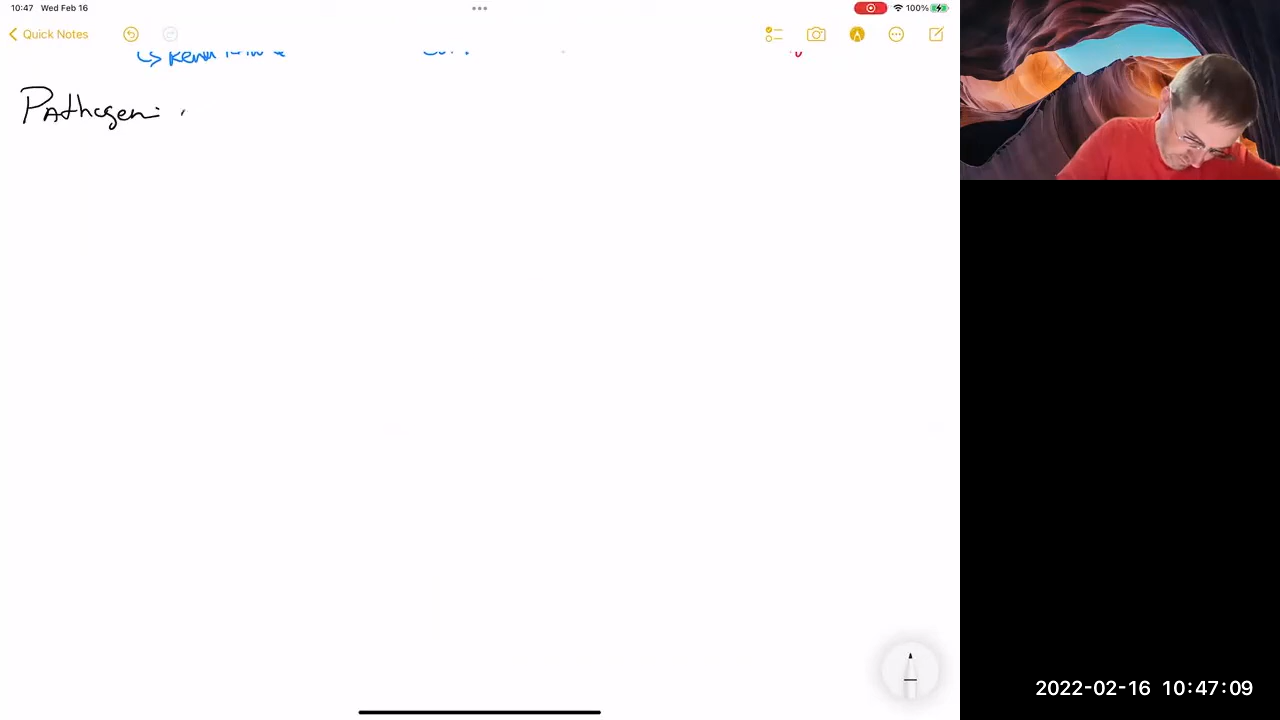 10:47 Wed Feb 16
100%
Quick Notes
Pathogen:
2022-02-16 10:47:09